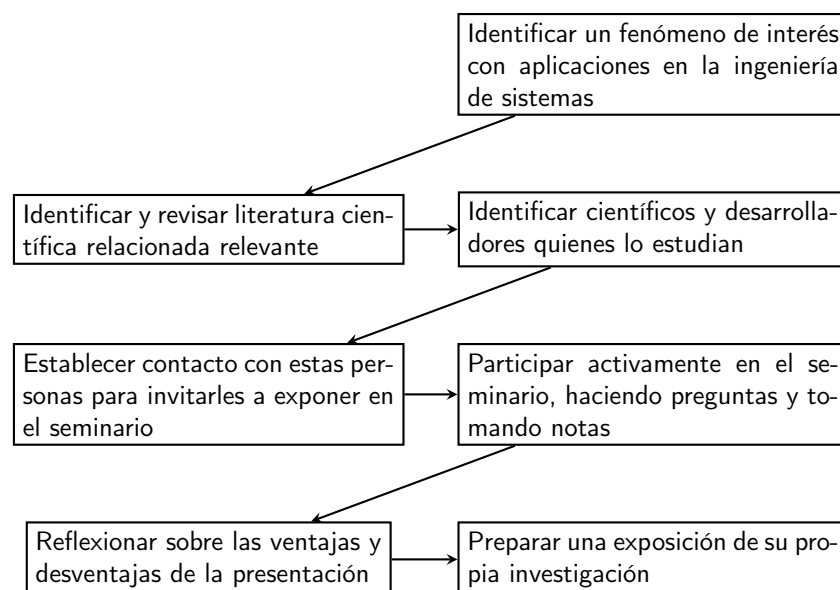 Identificar un fenómeno de interés
con aplicaciones en la ingeniería
de sistemas
Identificar y revisar literatura cien-
tífica relacionada relevante
Identificar científicos y desarrolla-
dores quienes lo estudian
Establecer contacto con estas per-
sonas para invitarles a exponer en
el seminario
Participar activamente en el se-
minario, haciendo preguntas y to-
mando notas
Reflexionar sobre las ventajas y
desventajas de la presentación
Preparar una exposición de su pro-
pia investigación